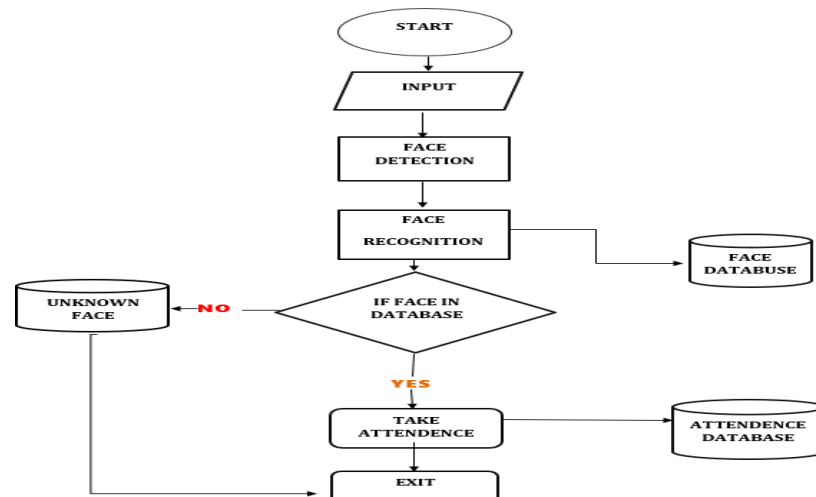 START
INPUT
FACE
DETECTION
FACE
RECOGNITION
FACE
DATABUSE
IF FACE IN
DATABASE
UNKNOWN
FACE
NO
YES
TAKE
ATTENDENCE
ATTENDENCE
DATABASE
EXIT